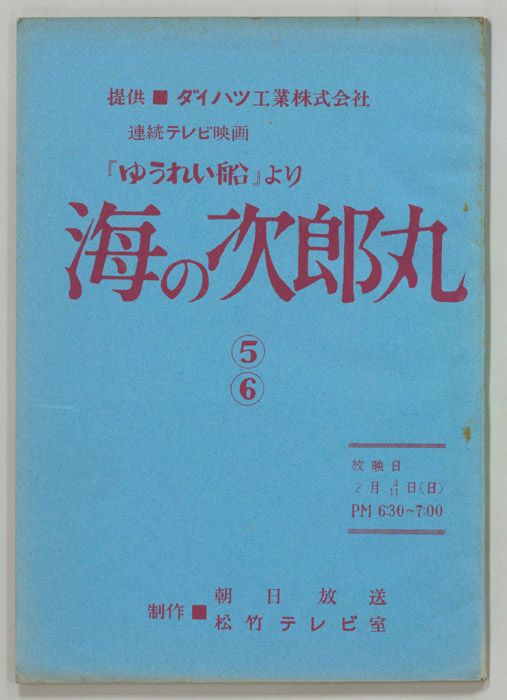 提供■ダイハツ工業株式会社
連続テレビ映画
『ゆうれい船』より
海の次郎丸
⑤
⑥
放映日
2月4/11日(日)
PM 6:30~7:00
制作■朝日放送
松竹テレビ室